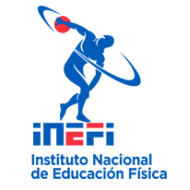 INEFI
Instituto Nacional
de Educación Física